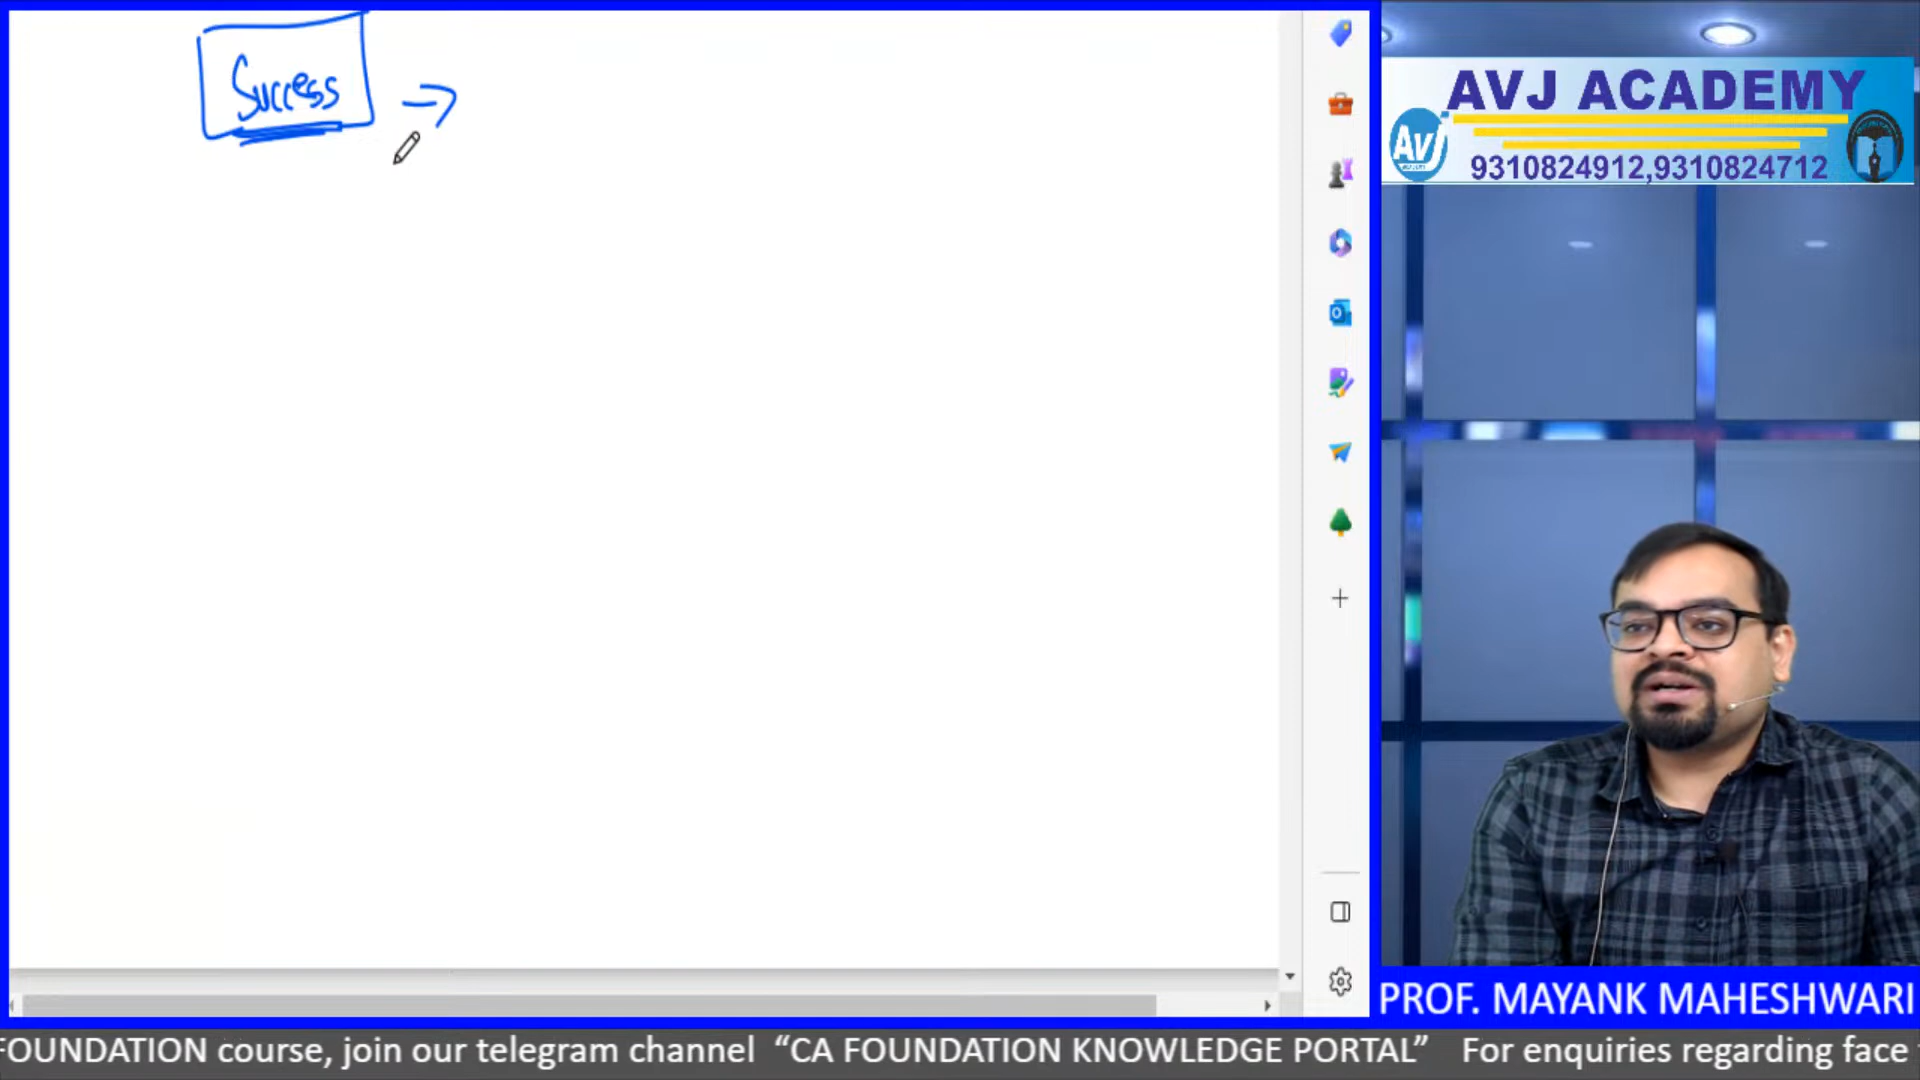 Success →
AVJ ACADEMY
AVJ
9310824912,9310824712
PROF. MAYANK MAHESHWARI
FOUNDATION course, join our telegram channel “CA FOUNDATION KNOWLEDGE PORTAL” For enquiries regarding face